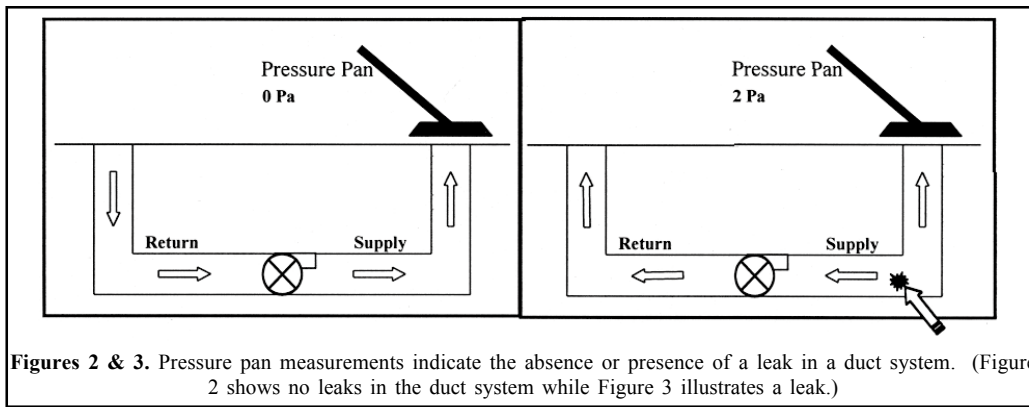 Pressure Pan
0 Pa
Return
Supply
Pressure Pan
2 Pa
Return
Supply
Figures 2 & 3. Pressure pan measurements indicate the absence or presence of a leak in a duct system. (Figure
2 shows no leaks in the duct system while Figure 3 illustrates a leak.)